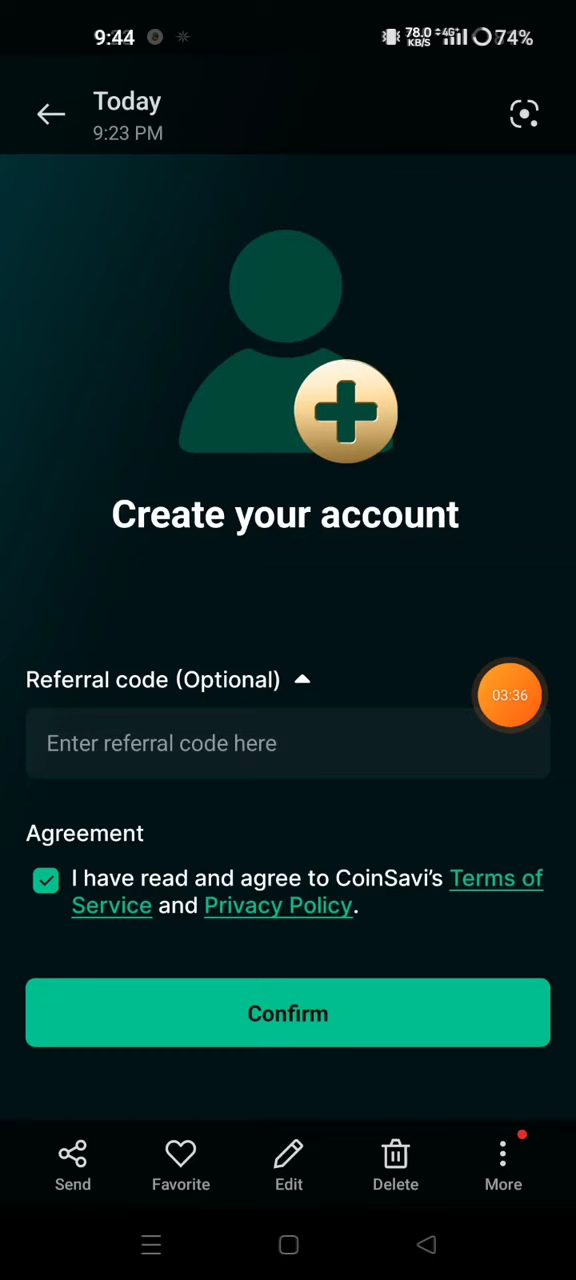 9:44
78.0 KB/S 4G+ 74%
Today
9:23 PM
Create your account
Referral code (Optional)
03:36
Enter referral code here
Agreement
I have read and agree to CoinSavi’s Terms of
Service and Privacy Policy.
Confirm
Send Favorite Edit Delete More